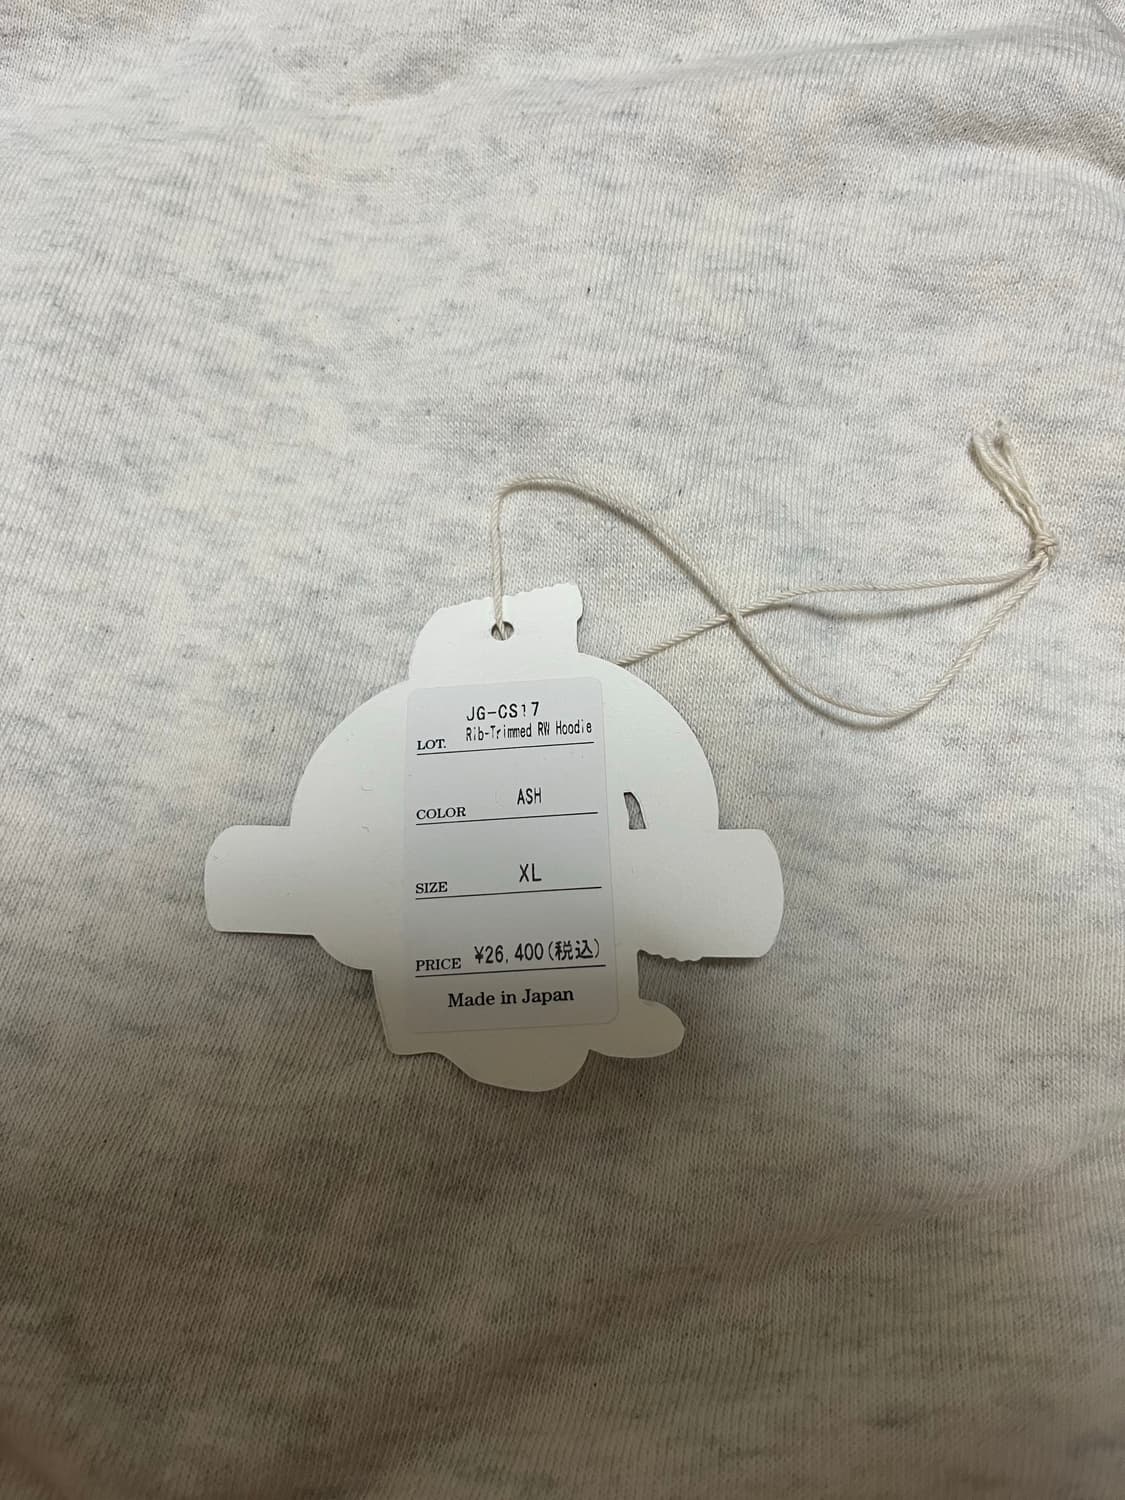 JG-CS17
LOT. Rib-Trimmed RW Hoodie
COLOR ASH
SIZE XL
PRICE ¥26,400(税込)
Made in Japan